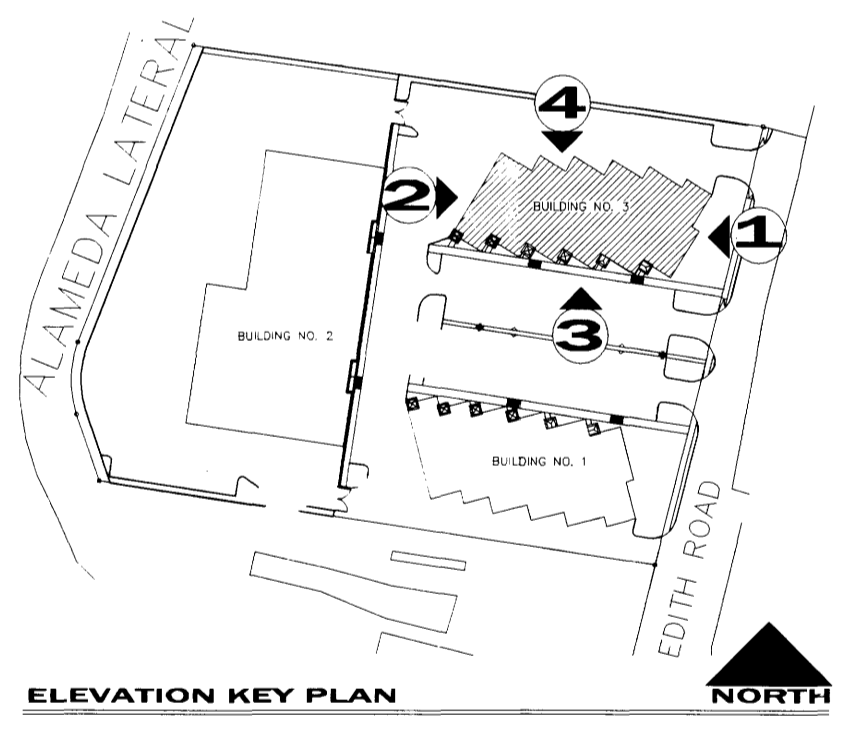 ALAMEDA LATERAL
4
2
BUILDING NO. 3
1
3
BUILDING NO. 2
BUILDING NO. 1
EDITH ROAD
ELEVATION KEY PLAN
NORTH